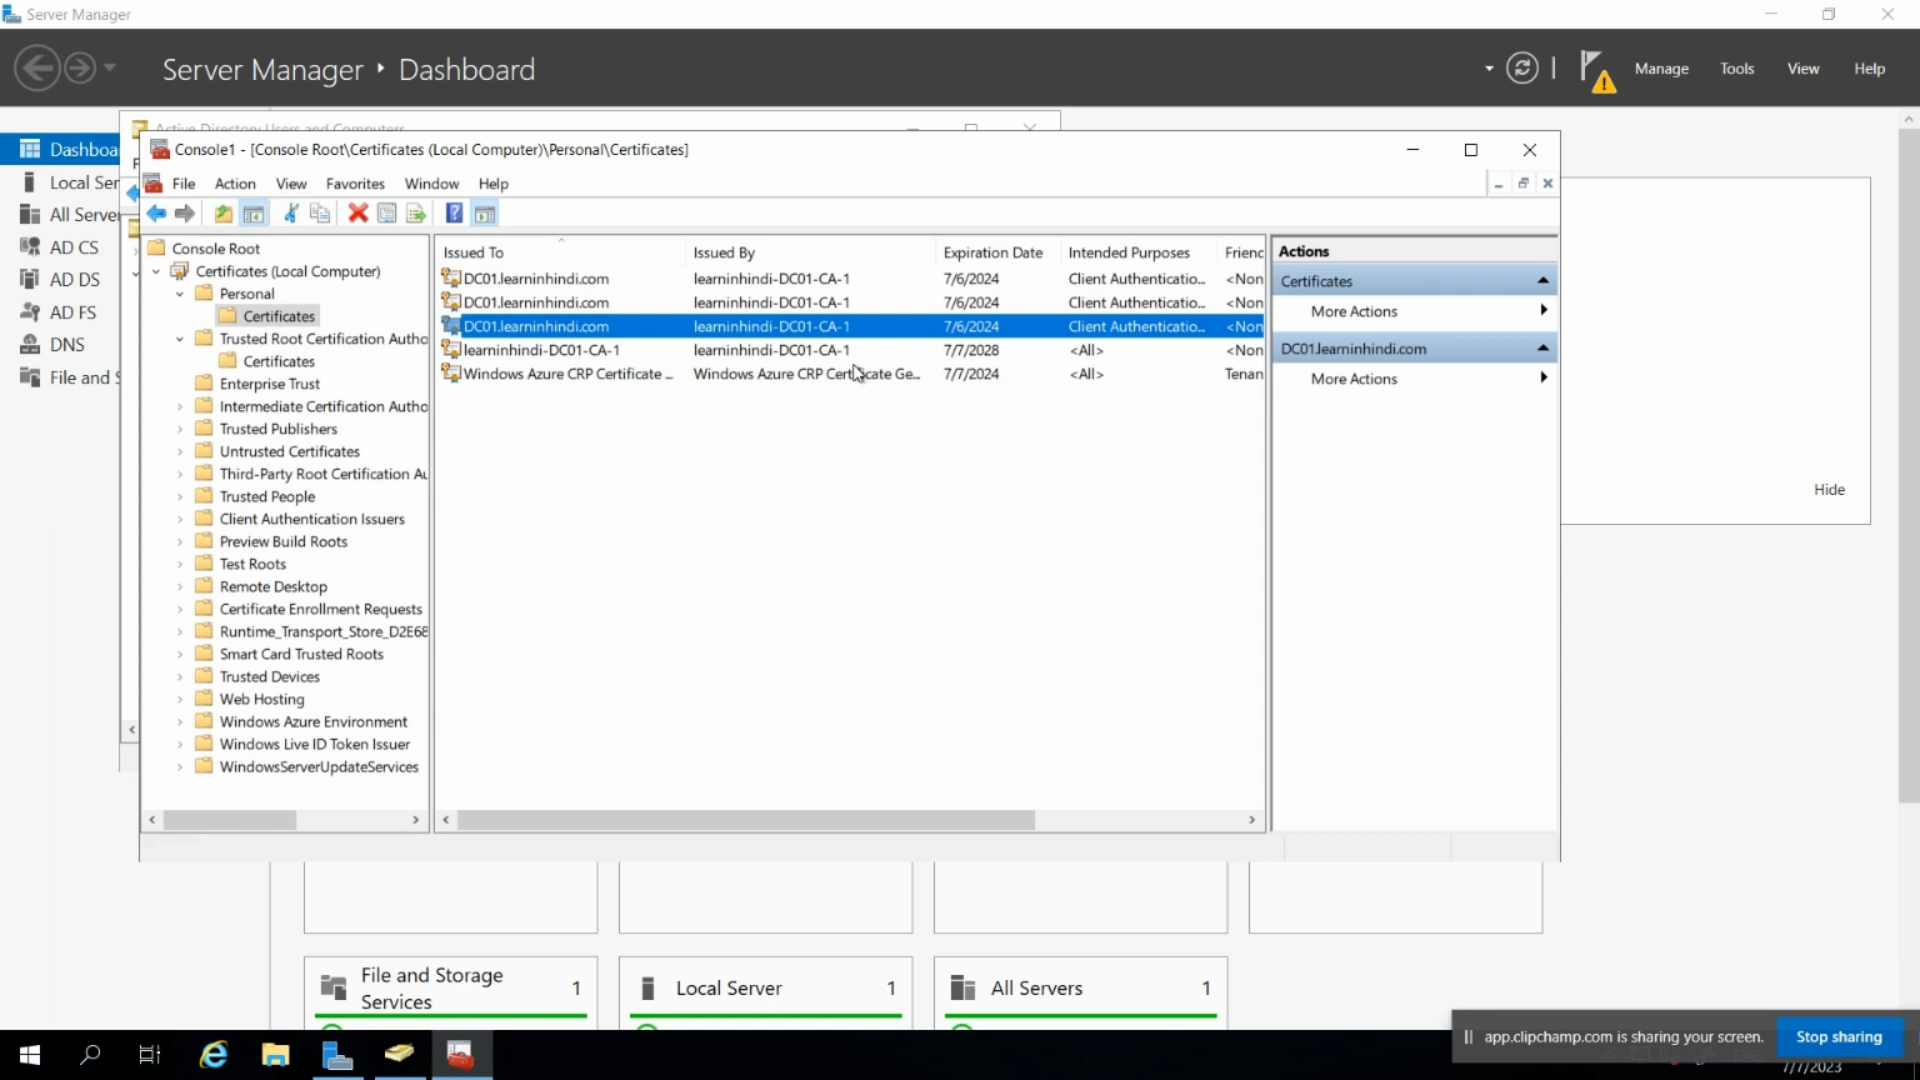 Server Manager
Server Manager ‣ Dashboard
Manage
Tools
View
Help
Active Directory Users and Computers
Dashboa
Local Ser
All Server
AD CS
AD DS
AD FS
DNS
File and S
Console1 - [Console Root\Certificates (Local Computer)\Personal\Certificates]
File
Action
View
Favorites
Window
Help
Console Root
Certificates (Local Computer)
Personal
Certificates
Trusted Root Certification Autho
Certificates
Enterprise Trust
Intermediate Certification Autho
Trusted Publishers
Untrusted Certificates
Third-Party Root Certification Au
Trusted People
Client Authentication Issuers
Preview Build Roots
Test Roots
Remote Desktop
Certificate Enrollment Requests
Runtime_Transport_Store_D2E68
Smart Card Trusted Roots
Trusted Devices
Web Hosting
Windows Azure Environment
Windows Live ID Token Issuer
WindowsServerUpdateServices
Issued To Issued By Expiration Date Intended Purposes Frienc
DC01.learninhindi.com learninhindi-DC01-CA-1 7/6/2024 Client Authenticatio... <Non
DC01.learninhindi.com learninhindi-DC01-CA-1 7/6/2024 Client Authenticatio... <Non
DC01.learninhindi.com learninhindi-DC01-CA-1 7/6/2024 Client Authenticatio... <Non
learninhindi-DC01-CA-1 learninhindi-DC01-CA-1 7/7/2028 <All> <Non
Windows Azure CRP Certificate ... Windows Azure CRP Certificate Ge... 7/7/2024 <All> Tenan
Actions
Certificates
More Actions
DC01.learninhindi.com
More Actions
Hide
File and Storage Services 1
Local Server 1
All Servers 1
app.clipchamp.com is sharing your screen.
Stop sharing
7/7/2023